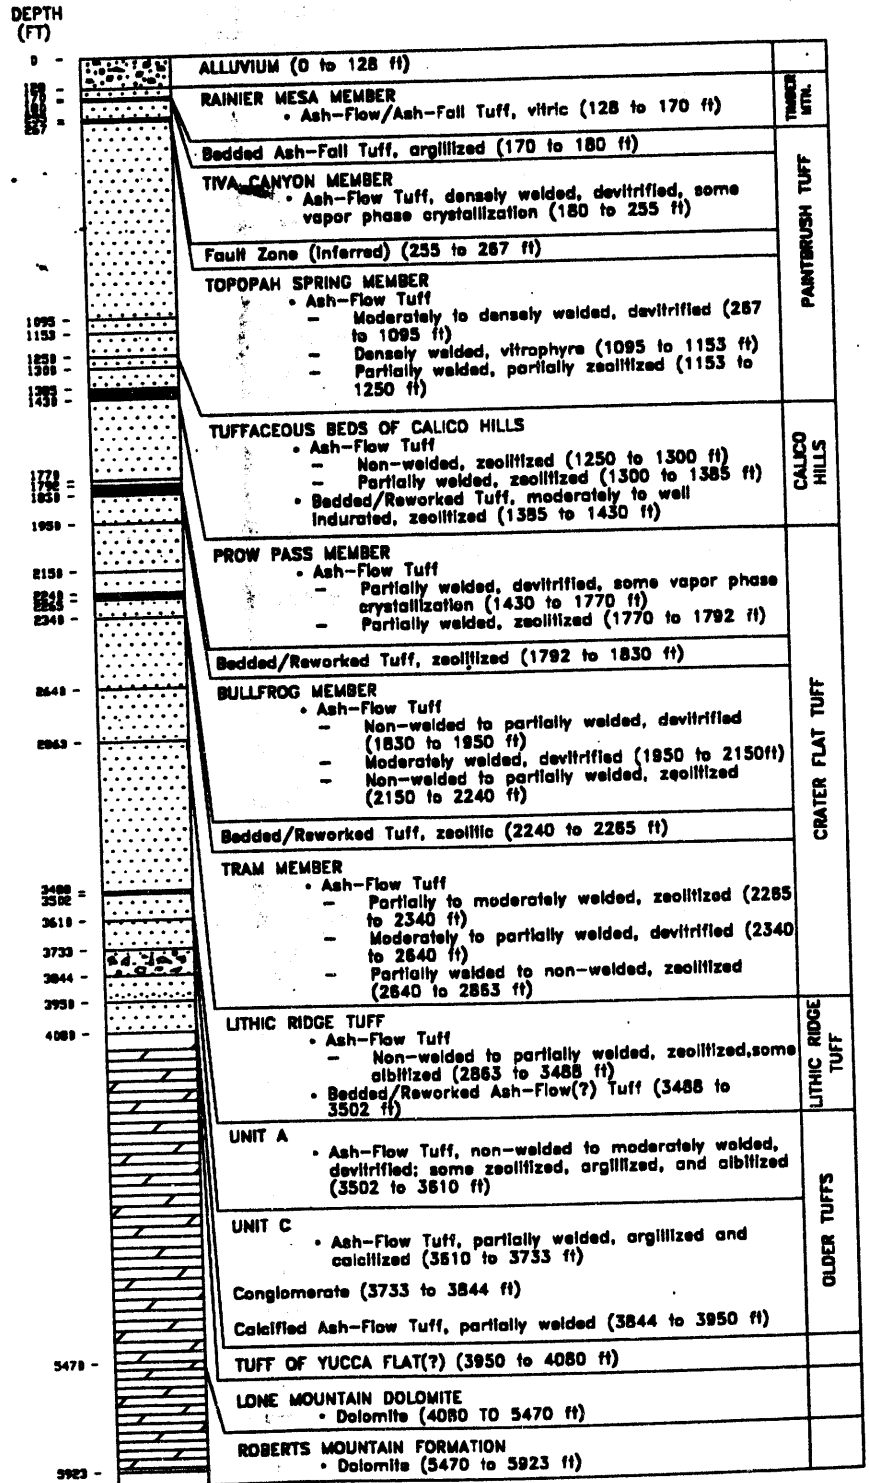 DEPTH
(FT)
0
ALLUVIUM (0 to 128 ft)
RAINIER MESA MEMBER
• Ash-Flow/Ash-Fall Tuff, vitric (128 to 170 ft)
TIMBER
MTN.
Bedded Ash-Fall Tuff, argillized (170 to 180 ft)
TIVA CANYON MEMBER
• Ash-Flow Tuff, densely welded, devitrified, some
vapor phase crystallization (180 to 255 ft)
Fault Zone (Inferred) (255 to 267 ft)
267
TOPOPAH SPRING MEMBER
• Ash-Flow Tuff
– Moderately to densely welded, devitrified (267
to 1095 ft)
– Densely welded, vitrophyre (1095 to 1153 ft)
– Partially welded, partially zeolitized (1153 to
1250 ft)
PAINTBRUSH TUFF
1095
1153
1250
1300
1385
1430
TUFFACEOUS BEDS OF CALICO HILLS
• Ash-Flow Tuff
– Non-welded, zeolitized (1250 to 1300 ft)
– Partially welded, zeolitized (1300 to 1385 ft)
• Bedded/Reworked Tuff, moderately to well
indurated, zeolitized (1385 to 1430 ft)
CALICO
HILLS
1770
1792
1830
1950
2150
2240
2265
2340
PROW PASS MEMBER
• Ash-Flow Tuff
– Partially welded, devitrified, some vapor phase
crystallization (1430 to 1770 ft)
– Partially welded, zeolitized (1770 to 1792 ft)
Bedded/Reworked Tuff, zeolitized (1792 to 1830 ft)
2640
2863
BULLFROG MEMBER
• Ash-Flow Tuff
– Non-welded to partially welded, devitrified
(1830 to 1950 ft)
– Moderately welded, devitrified (1950 to 2150ft)
– Non-welded to partially welded, zeolitized
(2150 to 2240 ft)
Bedded/Reworked Tuff, zeolitic (2240 to 2265 ft)
TRAM MEMBER
• Ash-Flow Tuff
– Partially to moderately welded, zeolitized (2265
to 2340 ft)
– Moderately to partially welded, devitrified (2340
to 2640 ft)
– Partially welded to non-welded, zeolitized
(2640 to 2863 ft)
CRATER FLAT TUFF
3488
3502
3610
3733
3844
3950
4080
LITHIC RIDGE TUFF
• Ash-Flow Tuff
– Non-welded to partially welded, zeolitized,some
albitized (2863 to 3488 ft)
• Bedded/Reworked Ash-Flow(?) Tuff (3488 to
3502 ft)
LITHIC RIDGE
TUFF
UNIT A
• Ash-Flow Tuff, non-welded to moderately welded,
devitrified; some zeolitized, argillized, and albitized
(3502 to 3610 ft)
UNIT C
• Ash-Flow Tuff, partially welded, argillized and
calcitized (3610 to 3733 ft)
Conglomerate (3733 to 3844 ft)
Calcified Ash-Flow Tuff, partially welded (3844 to 3950 ft)
OLDER TUFFS
TUFF OF YUCCA FLAT(?) (3950 to 4080 ft)
5470
LONE MOUNTAIN DOLOMITE
• Dolomite (4080 TO 5470 ft)
ROBERTS MOUNTAIN FORMATION
• Dolomite (5470 to 5923 ft)
5923